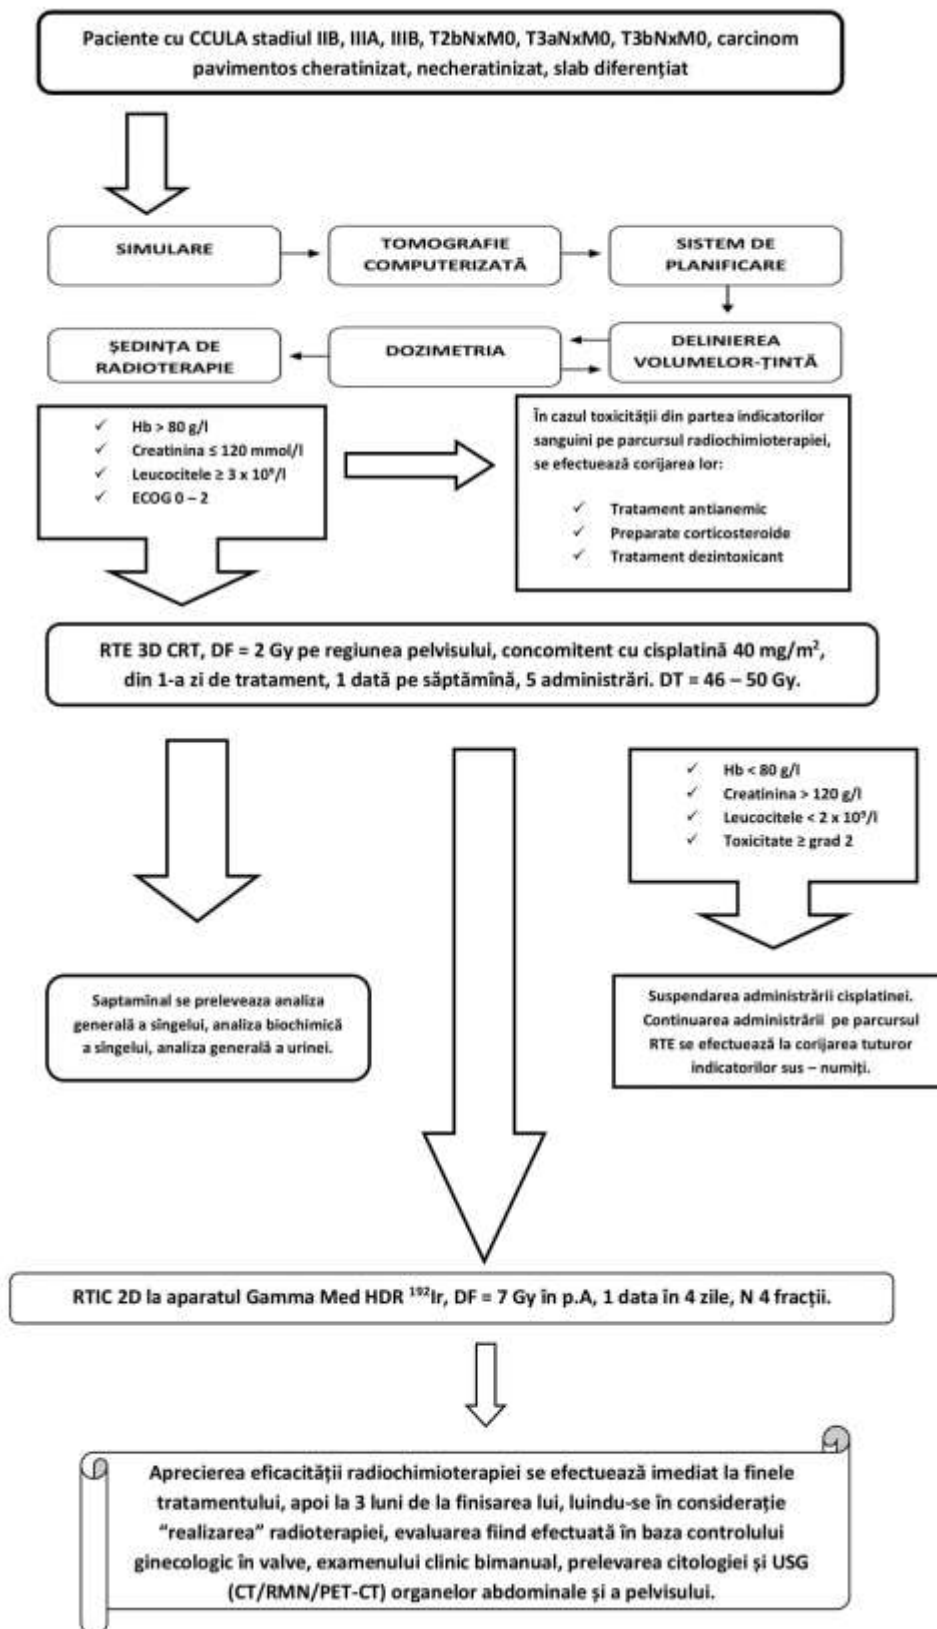 Paciente cu CCULA stadiul IIB, IIIA, IIIB, T2bNxM0, T3aNxM0, T3bNxM0, carcinom
pavimentos cheratinizat, necheratinizat, slab diferențiat
SIMULARE
TOMOGRAFIE
COMPUTERIZATĂ
SISTEM DE
PLANIFICARE
ȘEDINȚA DE
RADIOTERAPIE
DOZIMETRIA
DELINIEREA
VOLUMELOR-ȚINTĂ
✓ Hb > 80 g/l
✓ Creatinina ≤ 120 mmol/l
✓ Leucocitele ≥ 3 x 10⁹/l
✓ ECOG 0 – 2
În cazul toxicității din partea indicatorilor
sanguini pe parcursul radiochimioterapiei,
se efectuează corijarea lor:
✓ Tratament antianemic
✓ Preparate corticosteroide
✓ Tratament dezintoxicant
RTE 3D CRT, DF = 2 Gy pe regiunea pelvisului, concomitent cu cisplatină 40 mg/m²,
din 1-a zi de tratament, 1 dată pe săptămînă, 5 administrări. DT = 46 – 50 Gy.
✓ Hb < 80 g/l
✓ Creatinina > 120 g/l
✓ Leucocitele < 2 x 10⁹/l
✓ Toxicitate ≥ grad 2
Saptamînal se preleveaza analiza
generală a sîngelui, analiza biochimică
a sîngelui, analiza generală a urinei.
Suspendarea administrării cisplatinei.
Continuarea administrării pe parcursul
RTE se efectuează la corijarea tuturor
indicatorilor sus – numiți.
RTIC 2D la aparatul Gamma Med HDR ¹⁹²Ir, DF = 7 Gy în p.A, 1 data în 4 zile, N 4 fracții.
Aprecierea eficacității radiochimioterapiei se efectuează imediat la finele
tratamentului, apoi la 3 luni de la finisarea lui, luindu-se în considerație
"realizarea" radioterapiei, evaluarea fiind efectuată în baza controlului
ginecologic în valve, examenului clinic bimanual, prelevarea citologiei și USG
(CT/RMN/PET-CT) organelor abdominale și a pelvisului.